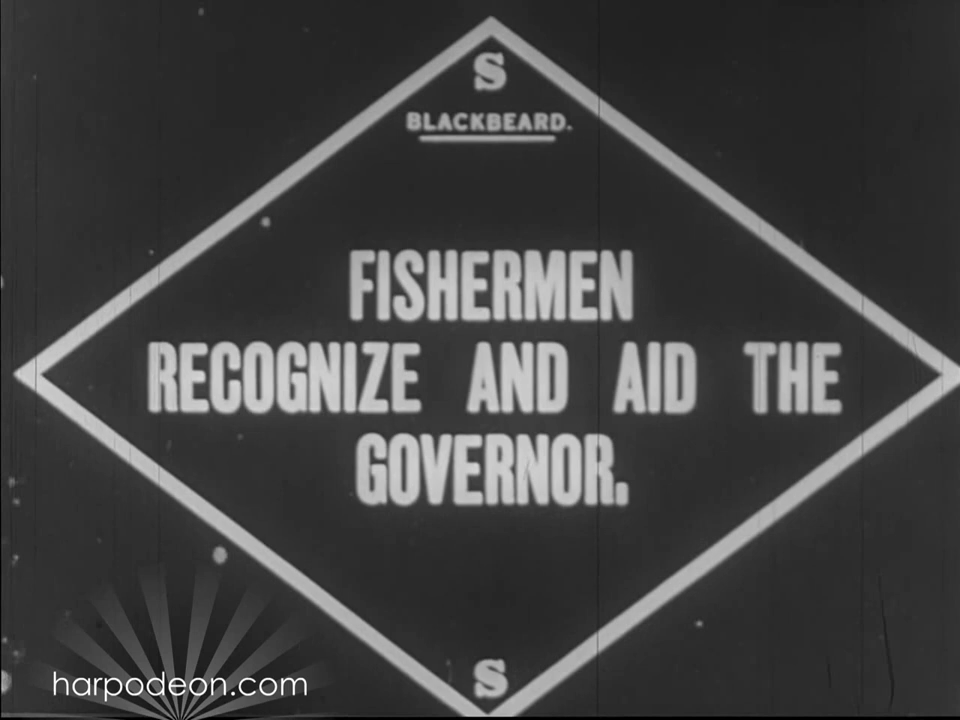 S
BLACKBEARD.
FISHERMEN
RECOGNIZE AND AID THE
GOVERNOR.
S
harpodeon.com